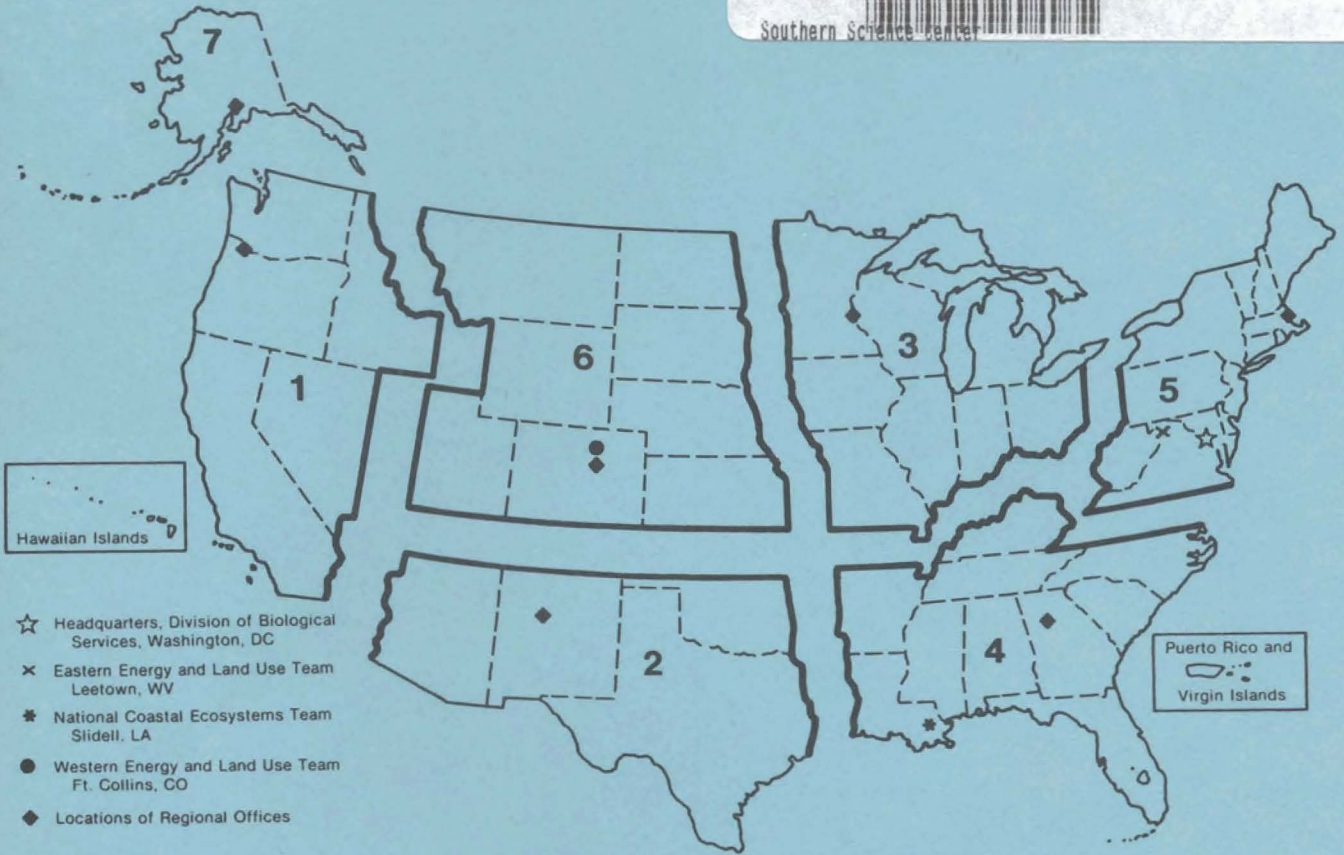 Southern Science Center
7
1
6
3
5
2
4
Hawaiian Islands
Puerto Rico and
Virgin Islands
☆ Headquarters, Division of Biological
Services, Washington, DC
× Eastern Energy and Land Use Team
Leetown, WV
* National Coastal Ecosystems Team
Slidell, LA
● Western Energy and Land Use Team
Ft. Collins, CO
◆ Locations of Regional Offices